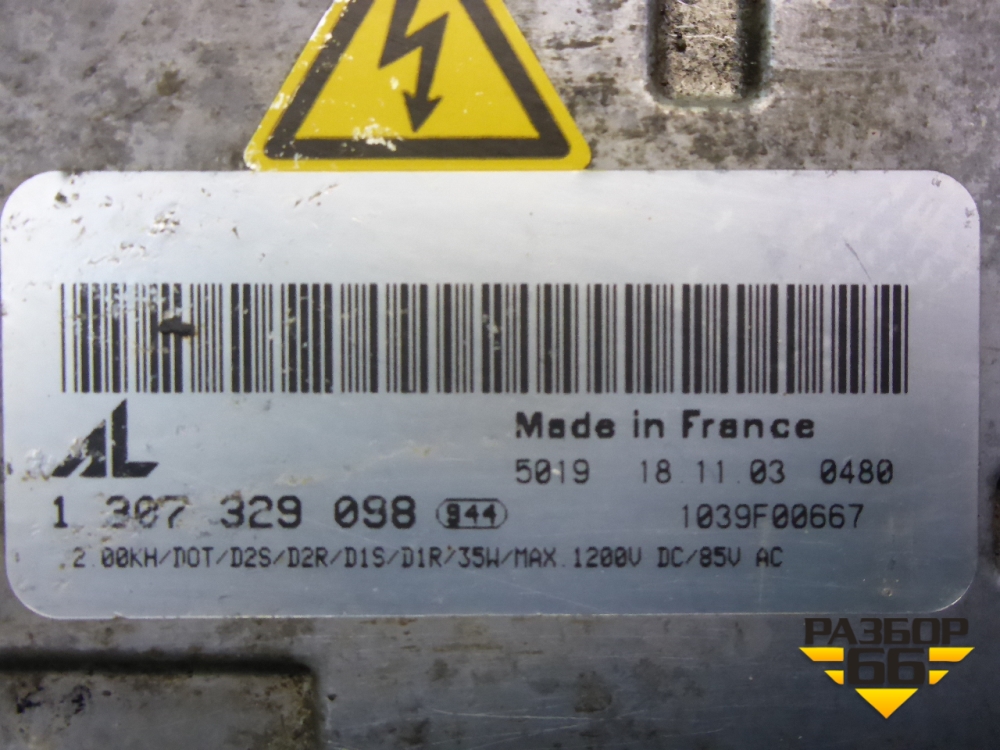 AL
Made in France
5019 18.11.03 0480
1 307 329 098 944
1039F00667
2.00KH/DOT/D2S/D2R/D1S/D1R/35W/MAX.1200V DC/85V AC
РАЗБОР
66